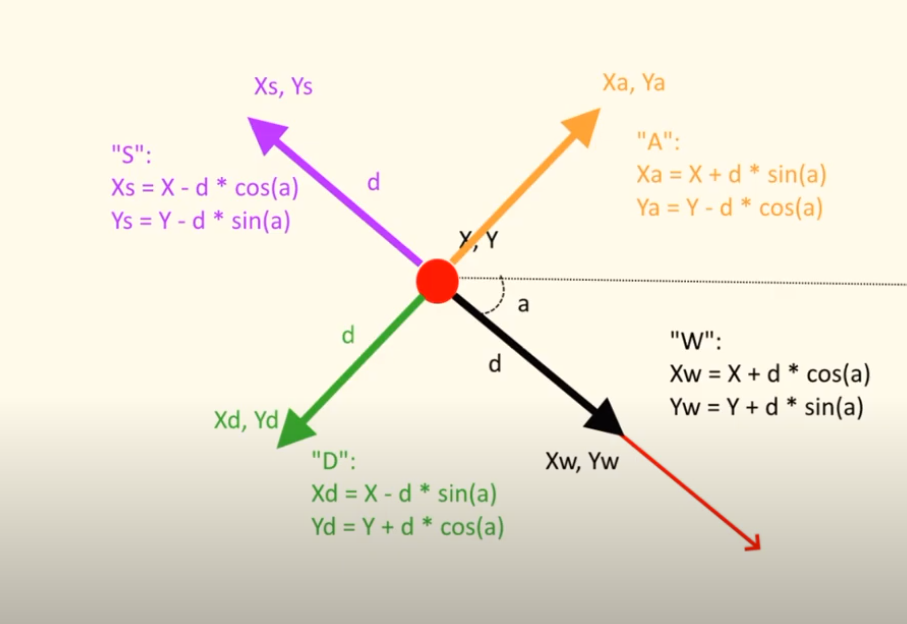 Xs, Ys
Xa, Ya
"S":
Xs = X - d * cos(a)
Ys = Y - d * sin(a)
d
"A":
Xa = X + d * sin(a)
Ya = Y - d * cos(a)
X, Y
a
d
d
"W":
Xw = X + d * cos(a)
Yw = Y + d * sin(a)
Xd, Yd
Xw, Yw
"D":
Xd = X - d * sin(a)
Yd = Y + d * cos(a)